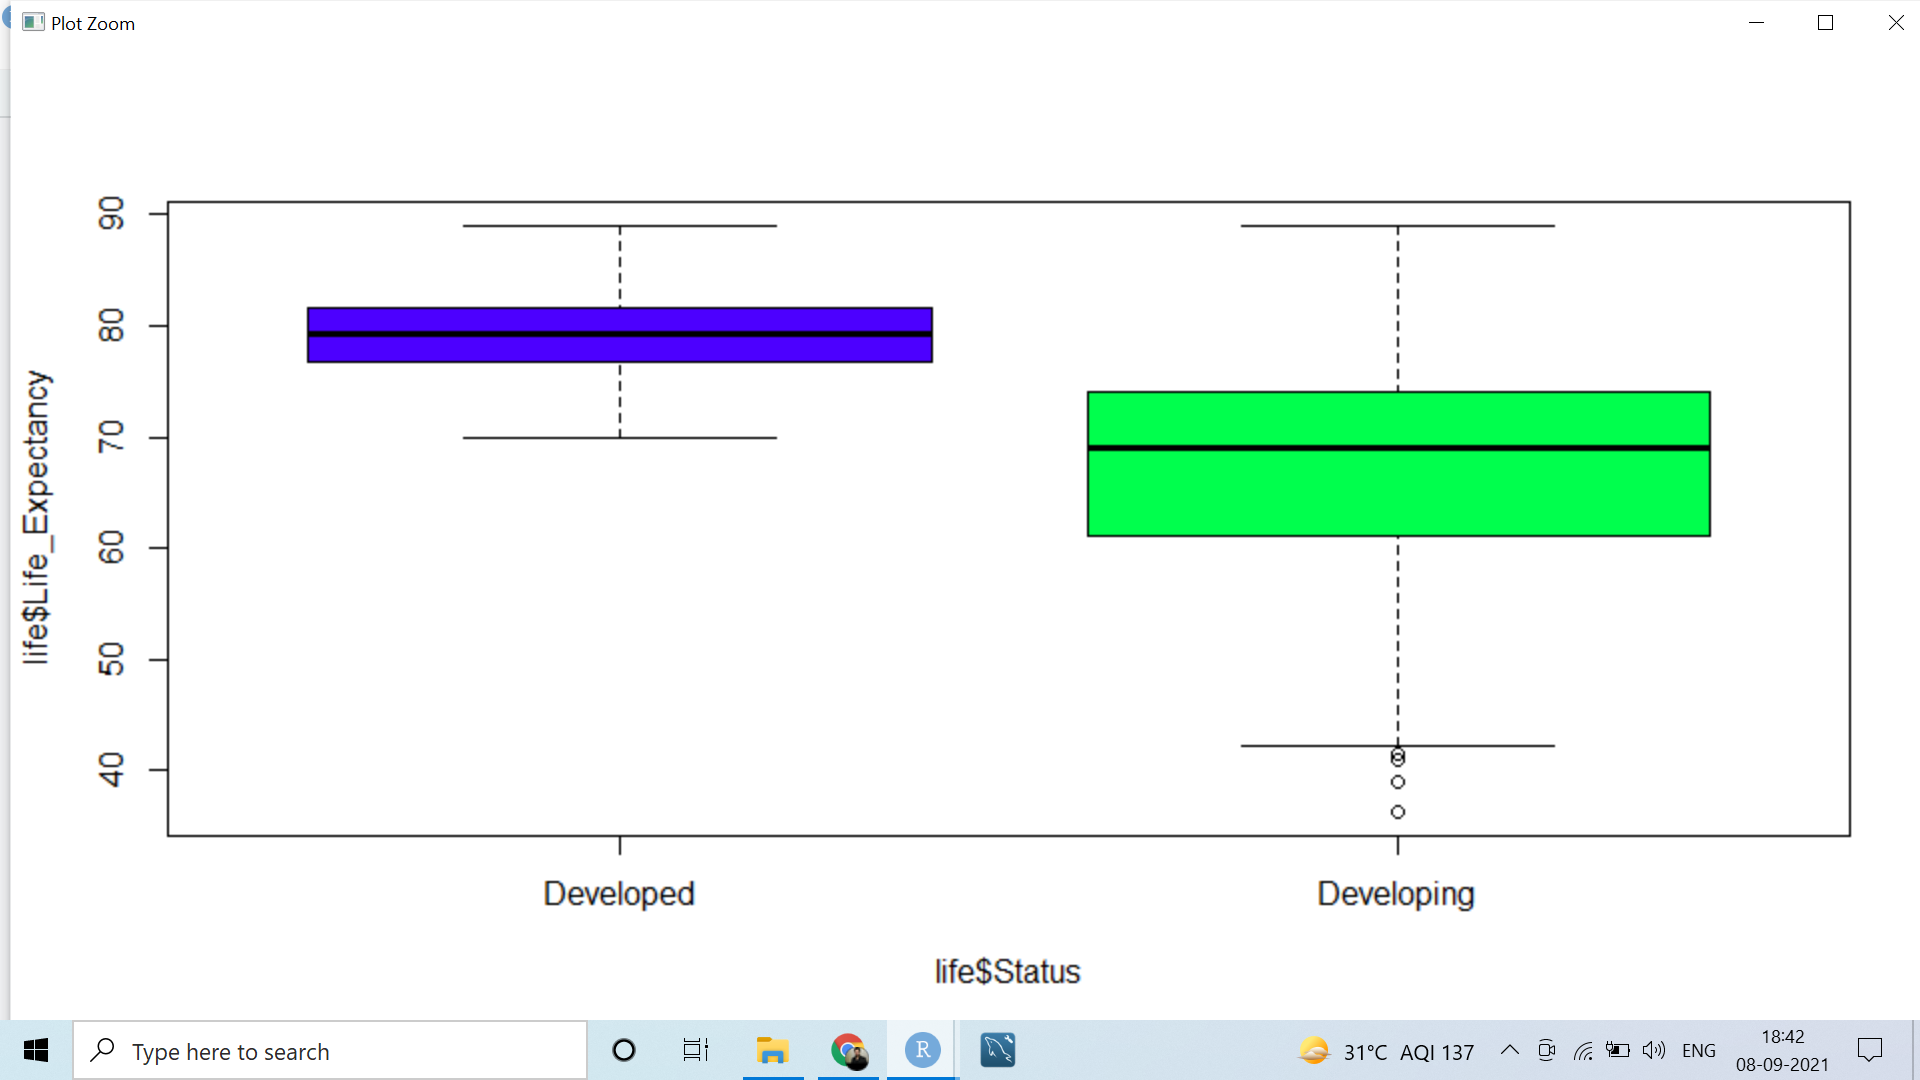 Plot Zoom
90
80
70
60
50
40
life$Life_Expectancy
Developed
Developing
life$Status
Type here to search
R
31°C AQI 137
ENG
18:42
08-09-2021